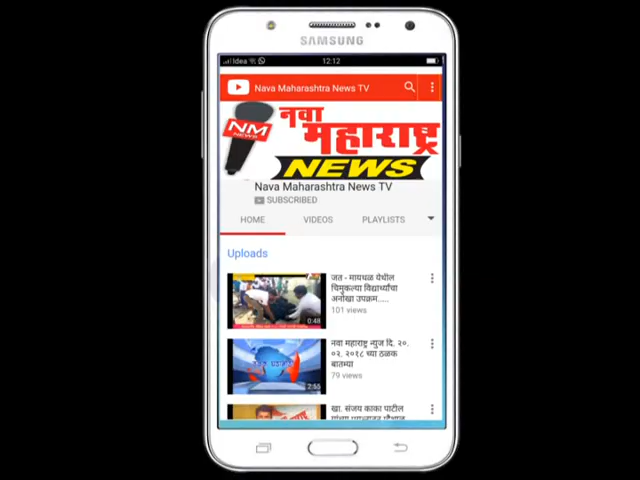 SAMSUNG
Idea 12:12
Nava Maharashtra News TV
नवा
महाराष्ट्र
NM
NEWS
NEWS
Nava Maharashtra News TV
SUBSCRIBED
HOME VIDEOS PLAYLISTS
Uploads
जत - मायथळ येथील
चिमुकल्या विद्यार्थ्यांचा
अनोखा उपक्रम.....
101 views
0:48
नवा महाराष्ट्र न्युज दि. २०.
०२. २०१८ च्या ठळक
बातम्या
79 views
2:55
खा. संजय काका पाटील